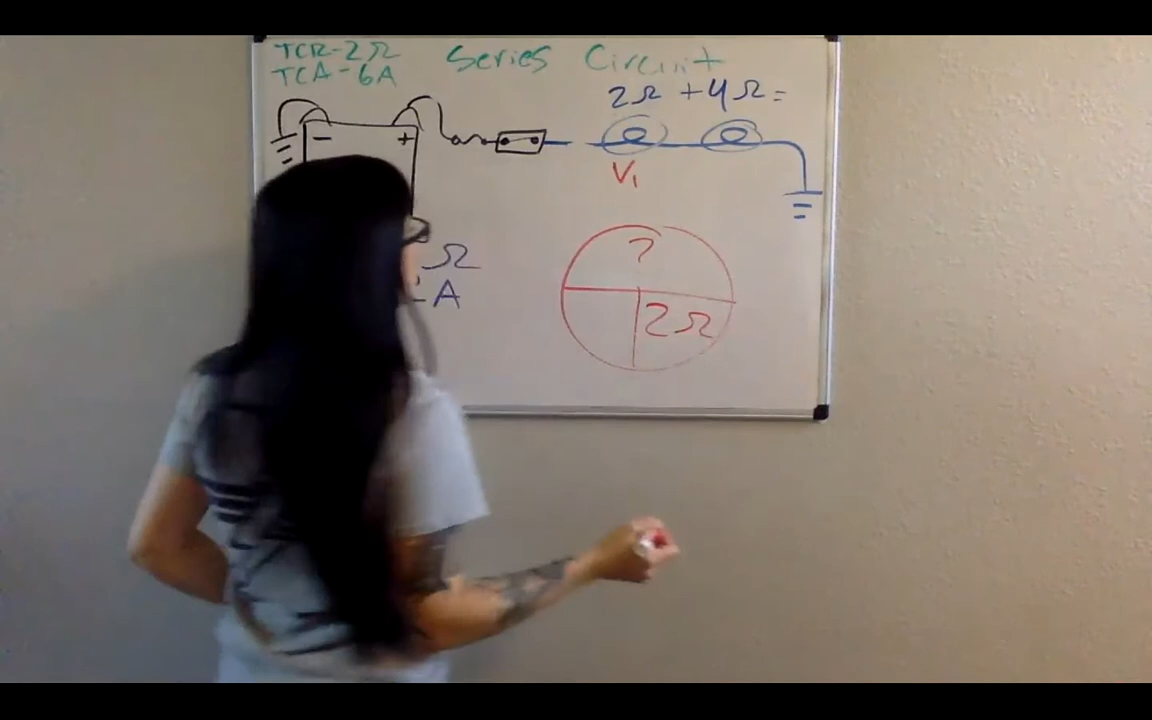 TCR-2Ω
TCA-6A
Series Circuit
2Ω +4Ω=
- +
V₁
Ω
A
?
2Ω